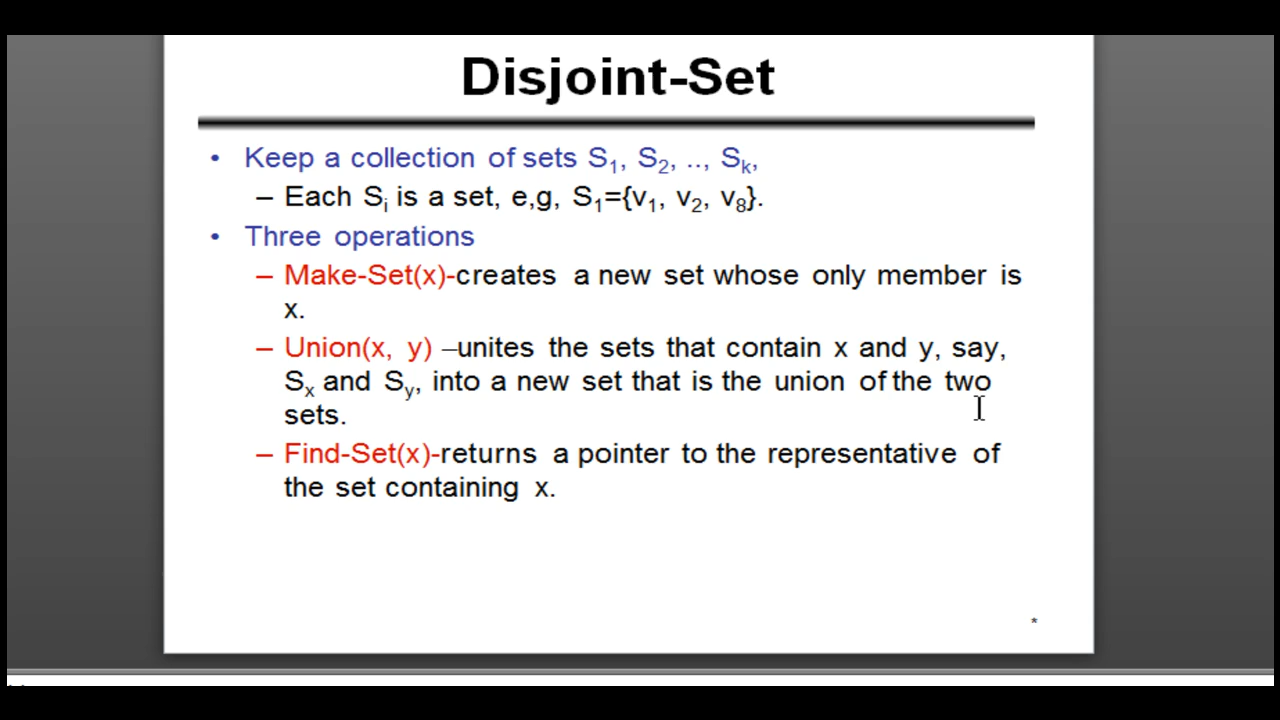 Disjoint-Set
• Keep a collection of sets S1, S2, .., Sk,
– Each Si is a set, e,g, S1={v1, v2, v8}.
• Three operations
– Make-Set(x)-creates a new set whose only member is
x.
– Union(x, y) –unites the sets that contain x and y, say,
Sx and Sy, into a new set that is the union of the two
sets.
– Find-Set(x)-returns a pointer to the representative of
the set containing x.
*